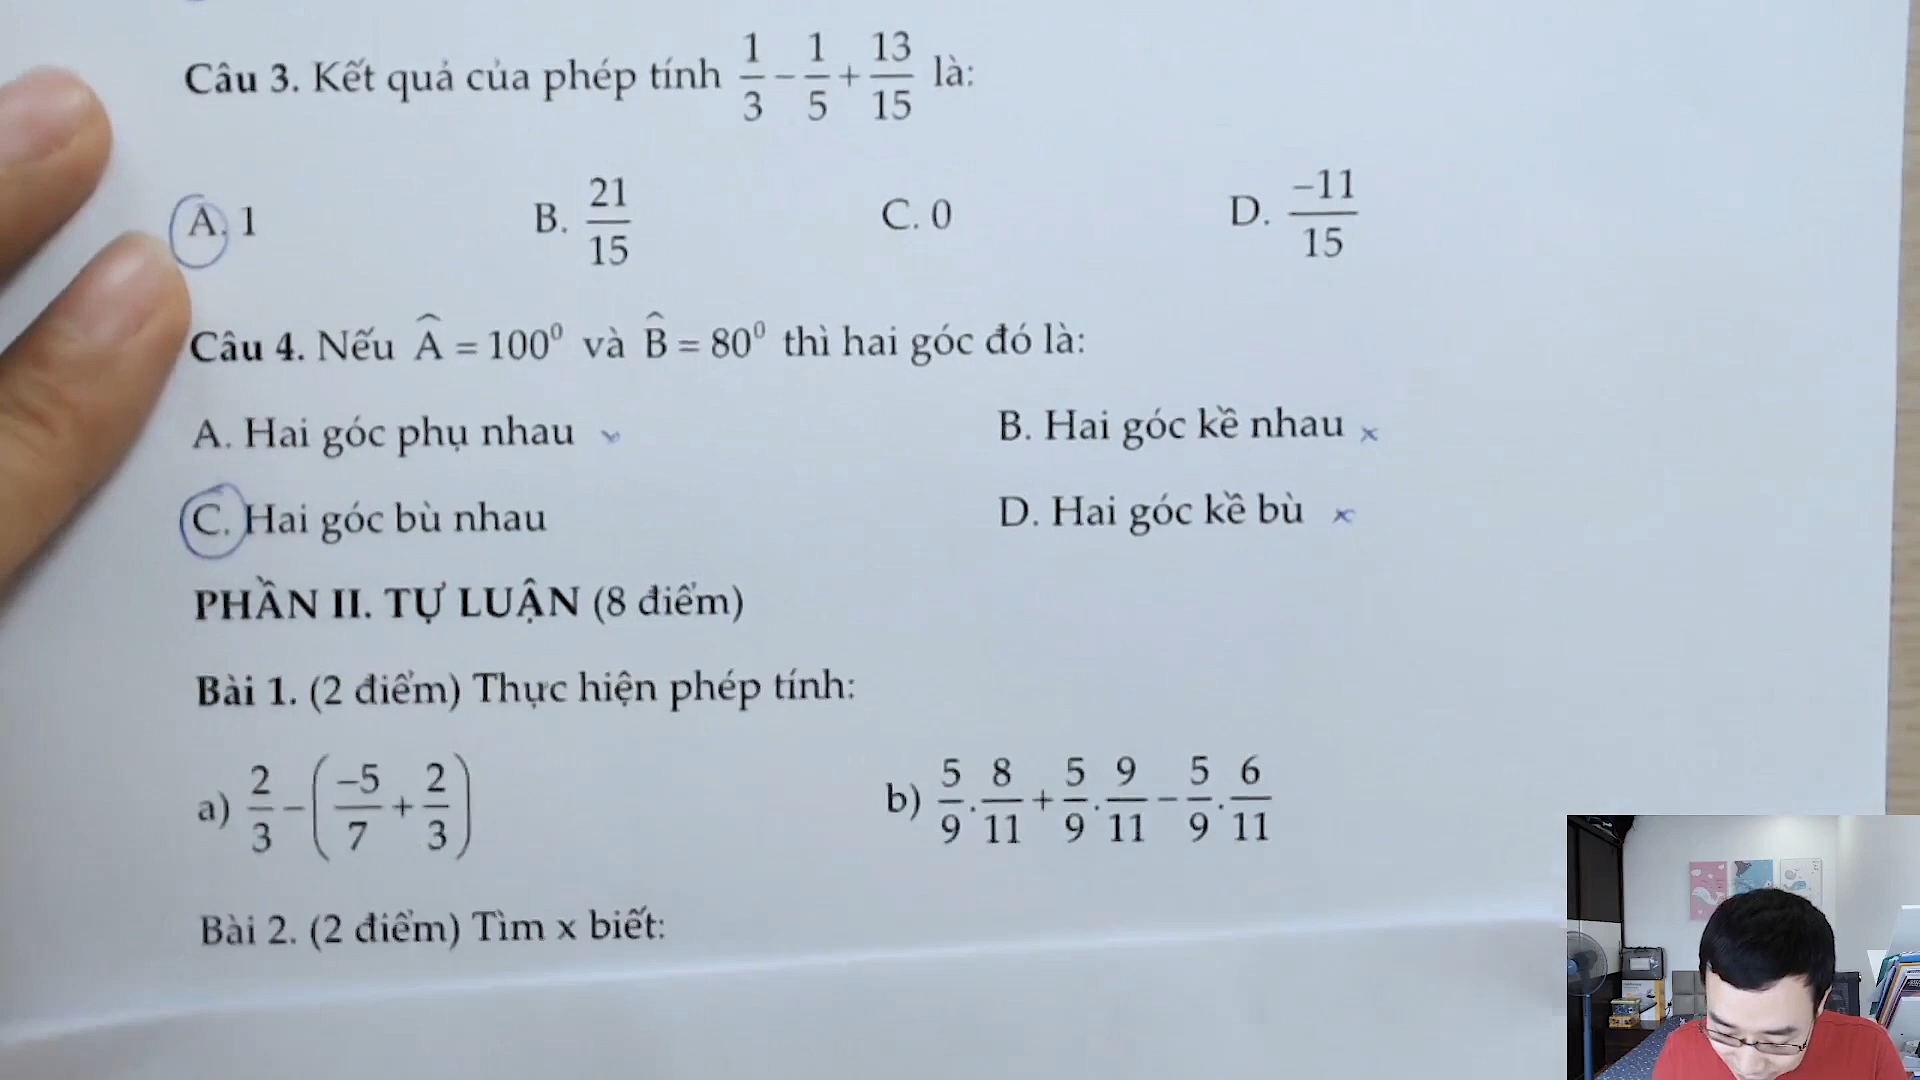 Câu 3. Kết quả của phép tính 1/3 − 1/5 + 13/15 là:
A. 1 B. 21/15 C. 0 D. −11/15
Câu 4. Nếu Â = 100⁰ và B̂ = 80⁰ thì hai góc đó là:
A. Hai góc phụ nhau B. Hai góc kề nhau x
C. Hai góc bù nhau D. Hai góc kề bù x
PHẦN II. TỰ LUẬN (8 điểm)
Bài 1. (2 điểm) Thực hiện phép tính:
a) 2/3 − (−5/7 + 2/3) b) 5/9 . 8/11 + 5/9 . 9/11 − 5/9 . 6/11
Bài 2. (2 điểm) Tìm x biết: